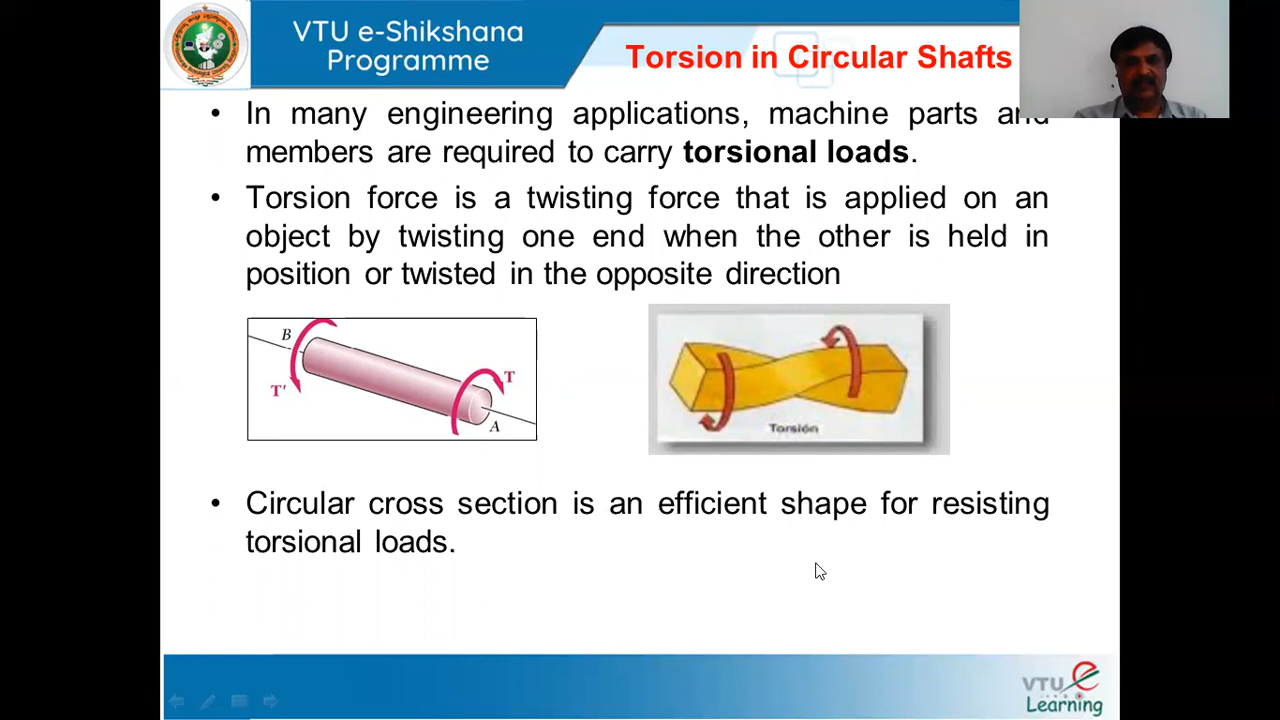 VTU e-Shikshana
Programme
Torsion in Circular Shafts
• In many engineering applications, machine parts and
members are required to carry torsional loads.
• Torsion force is a twisting force that is applied on an
object by twisting one end when the other is held in
position or twisted in the opposite direction
B
T'
T
A
Torsión
• Circular cross section is an efficient shape for resisting
torsional loads.
VTU e
Learning